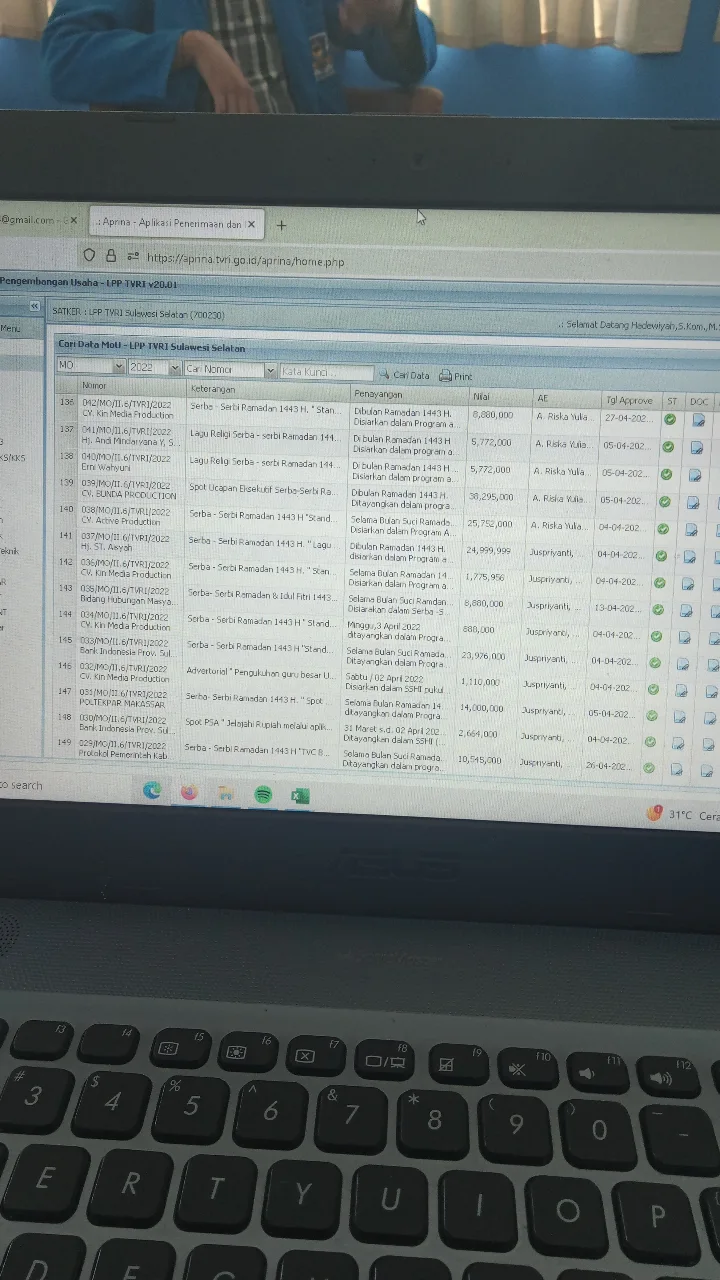 @gmail.com - G ×
.: Aprina - Aplikasi Penerimaan dan ×
+
https://aprina.tvri.go.id/aprina/home.php
Pengembangan Usaha - LPP TVRI v20.01
«
Menu
SATKER : LPP TVRI Sulawesi Selatan (700230)
.: Selamat Datang Hadewiyah,S.Kom.,M.S
Cari Data MoU - LPP TVRI Sulawesi Selatan
MO 2022 Cari Nomor Kata Kunci ... Cari Data Print
Nomor Keterangan Penayangan Nilai AE Tgl Approve ST DOC
136 042/MO/II.6/TVRI/2022 Serba - Serbi Ramadan 1443 H. " Stan... Dibulan Ramadan 1443 H. 8,880,000 A. Riska Yulia... 27-04-202...
CV. Kin Media Production Disiarkan dalam Program a...
137 041/MO/II.6/TVRI/2022 Lagu Religi Serba - serbi Ramadan 144... Di bulan Ramadan 1443 H 5,772,000 A. Riska Yulia... 05-04-202...
Hj. Andi Mindaryana Y, S... Disiarkan dalam program a...
138 040/MO/II.6/TVRI/2022 Lagu Religi Serba - serbi Ramadan 144... Di bulan Ramadan 1443 H ... 5,772,000 A. Riska Yulia... 05-04-202...
Erni Wahyuni Disiarkan dalam program a...
139 039/MO/II.6/TVRI/2022 Spot Ucapan Eksekutif Serba-Serbi Ra... Dibulan Ramadan 1443 H. 38,295,000 A. Riska Yulia... 05-04-202...
CV. BUNDA PRODUCTION Ditayangkan dalam progra...
140 038/MO/II.6/TVRI/2022 Serba - Serbi Ramadan 1443 H "Stand... Selama Bulan Suci Ramada... 25,752,000 A. Riska Yulia... 04-04-202...
CV. Active Production Disiarkan dalam Program A...
141 037/MO/II.6/TVRI/2022 Serba - Serbi Ramadan 1443 H. " Lagu Dibulan Ramadan 1443 H. 24,999,999 Juspriyanti, ... 04-04-202...
Hj. ST. Aisyah Disiarkan dalam program a...
142 036/MO/II.6/TVRI/2022 Serba - Serbi Ramadan 1443 H. " Stan... Selama Bulan Ramadan 14... 1,775,956 Juspriyanti, ... 04-04-202...
CV. Kin Media Production Disiarkan dalam Program a...
143 035/MO/II.6/TVRI/2022 Serba- Serbi Ramadan & Idul Fitri 1443... Selama Bulan Suci Ramdan... 8,880,000 Juspriyanti, ... 13-04-202...
Bidang Hubungan Masya... Disiarakan dalam Serba -S...
144 034/MO/II.6/TVRI/2022 Serba- Serbi Ramadan 1443 H " Stand... Minggu,3 April 2022 888,000 Juspriyanti, ... 04-04-202...
CV. Kin Media Production ditayangkan dalam Progra...
145 033/MO/II.6/TVRI/2022 Serba - Serbi Ramadan 1443 H "Stand... Selama Bulan Suci Ramada... 23,976,000 Juspriyanti, ... 04-04-202...
Bank Indonesia Prov. Sul... Ditayangkan dalam Progra...
146 032/MO/II.6/TVRI/2022 Advertorial " Pengukuhan guru besar U... Sabtu / 02 April 2022 1,110,000 Juspriyanti, ... 04-04-202...
CV. Kin Media Production Disiarkan dalam SSHI pukul...
147 031/MO/II.6/TVRI/2022 Serba- Serbi Ramadan 1443 H. " Spot ... Selama Bulan Ramadan 14... 14,000,000 Juspriyanti, ... 05-04-202...
POLTEKPAR MAKASSAR ditayangkan dalam Progra...
148 030/MO/II.6/TVRI/2022 Spot PSA " Jelajahi Rupiah melalui aplik... 31 Maret s.d. 02 April 202... 2,664,000 Juspriyanti, ... 04-04-202...
Bank Indonesia Prov. Sul... Ditayangkan dalam SSHI (...
149 029/MO/II.6/TVRI/2022 Serba - Serbi Ramadan 1443 H "TVC B... Selama Bulan Suci Ramada... 10,545,000 Juspriyanti, ... 26-04-202...
Protokol Pemerintah Kab Ditayangkan dalam progra...
KS/KKS
Teknik
AR
NT
to search
31°C Cera
f3 f4 f5 f6 f7 f8 f9 f10 f11 f12
# 3 $ 4 % 5 ^ 6 & 7 * 8 ( 9 ) 0 _ -
E R T Y U I O P
D F